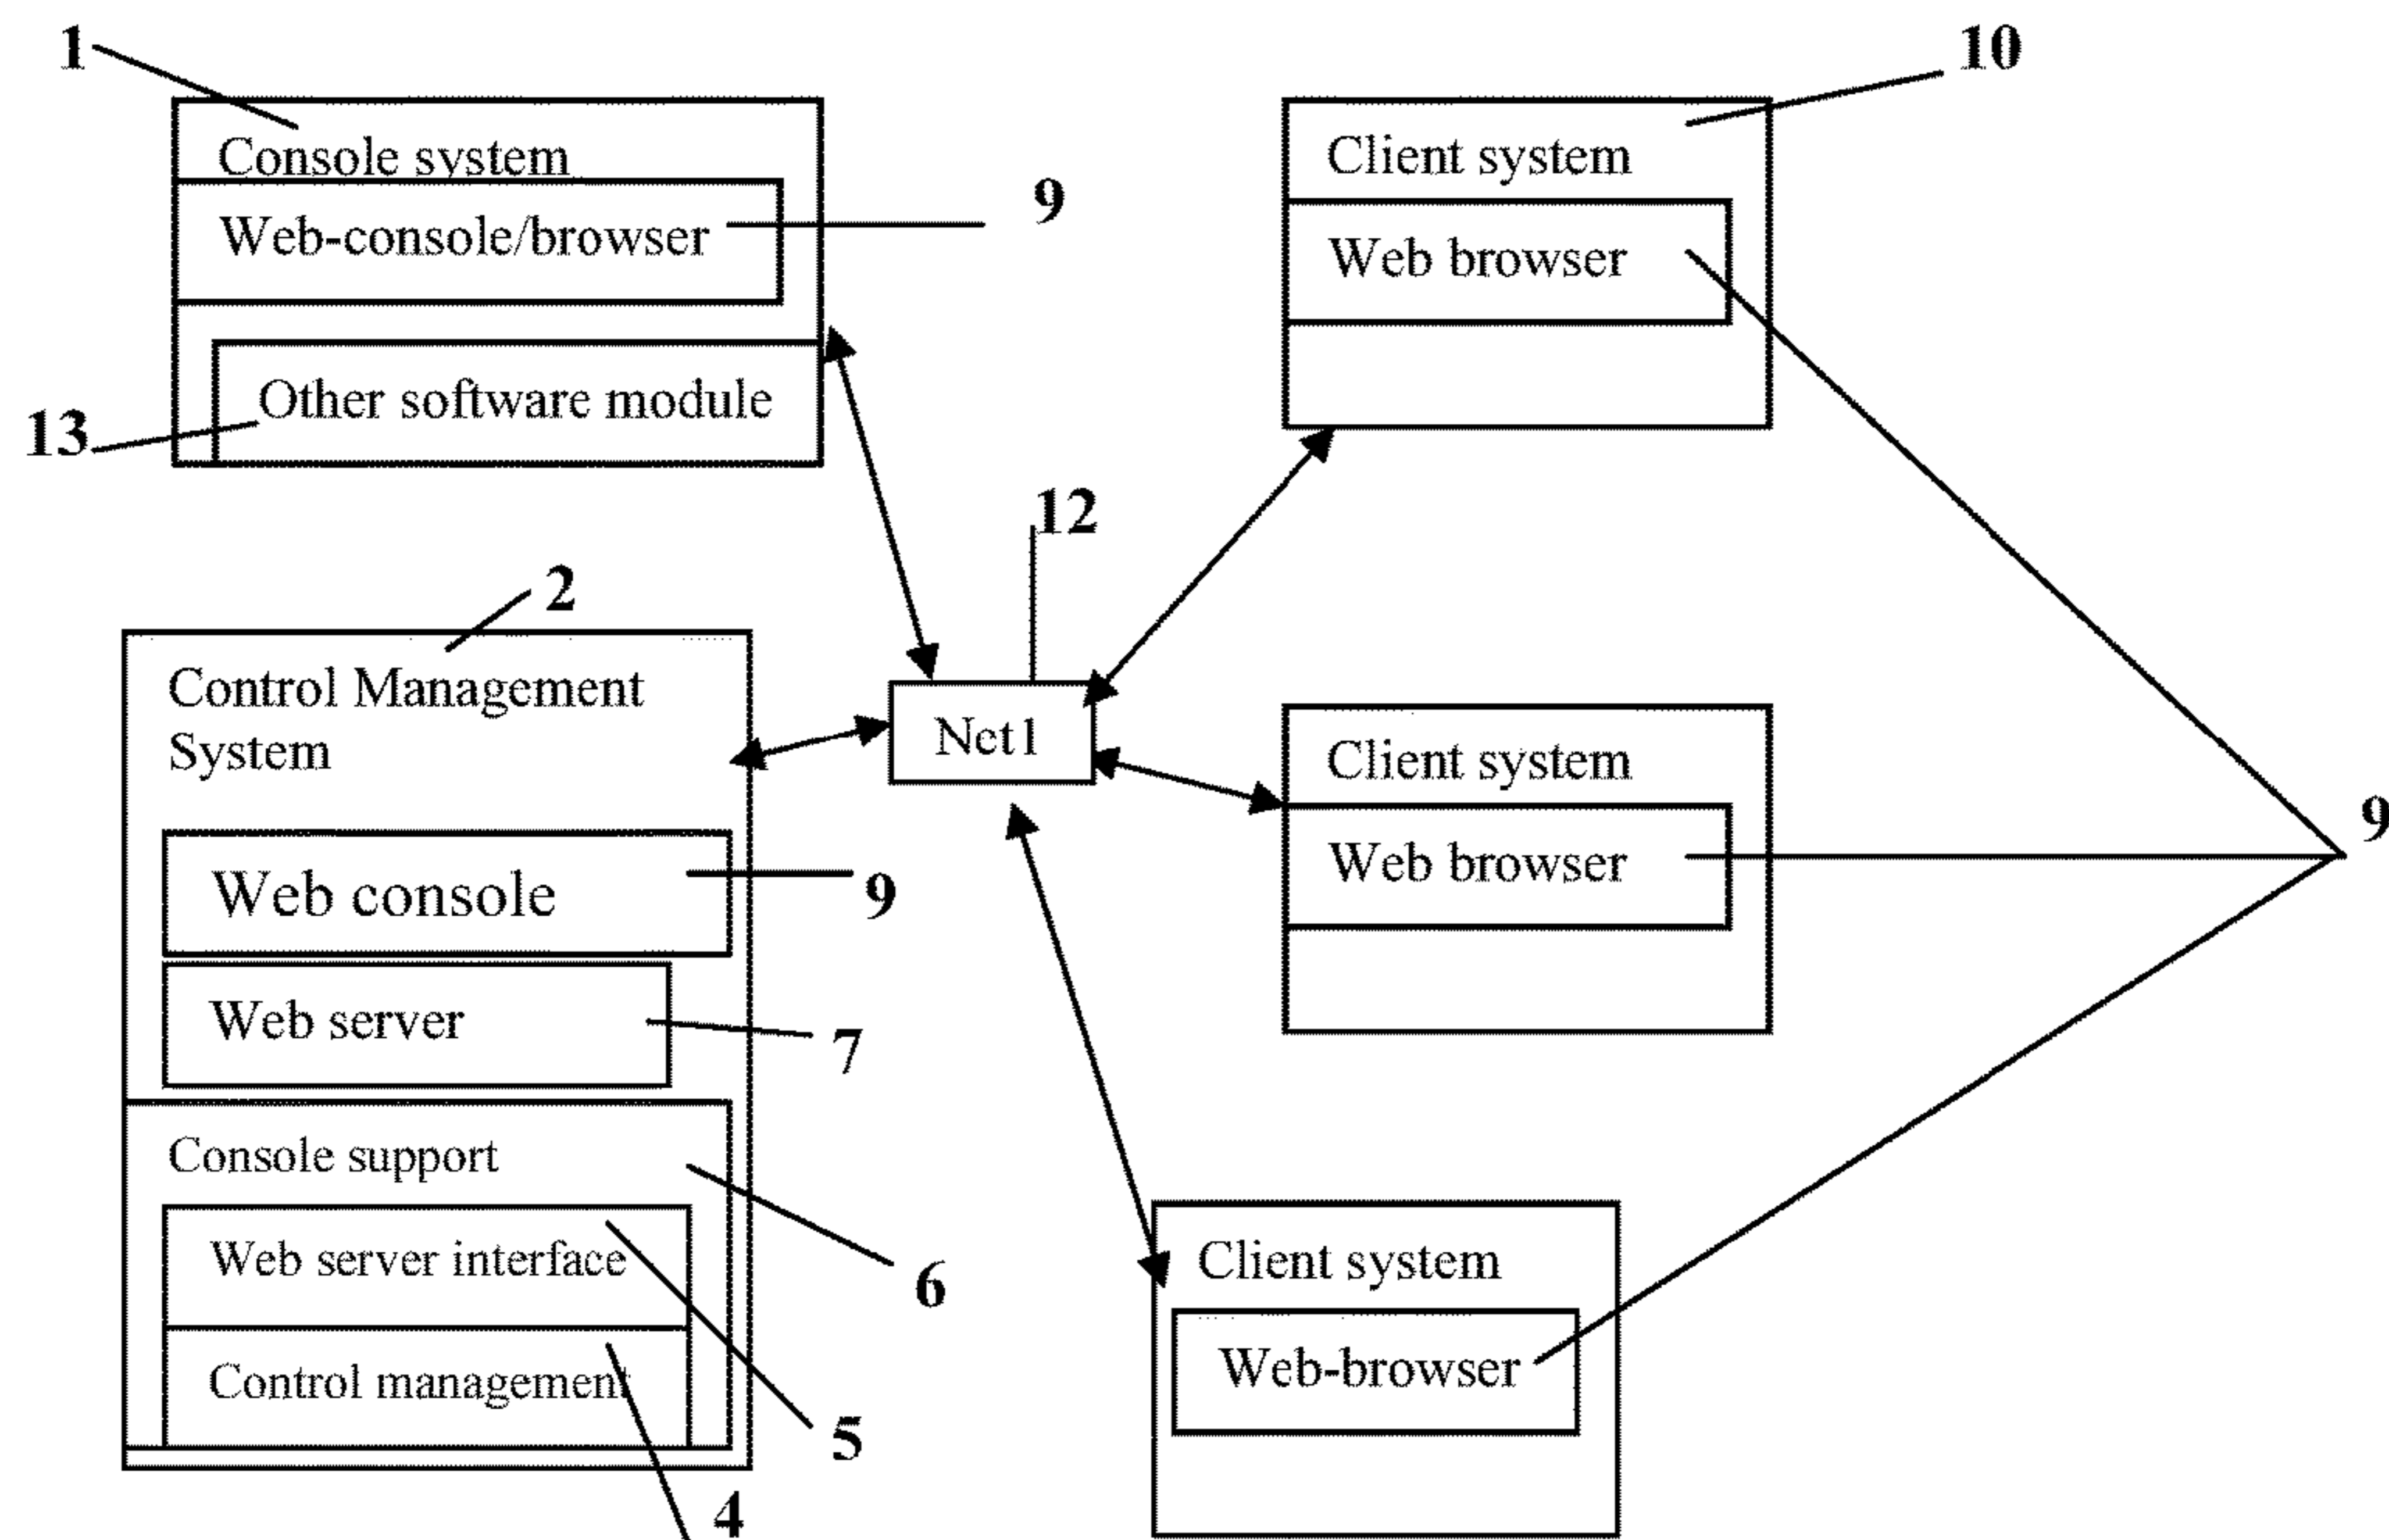 1
Console system
Web-console/browser
9
Other software module
13
10
Client system
Web browser
12
Net1
2
Control Management
System
Web console
9
Web server
7
Console support
6
Web server interface
5
Control management
4
Client system
Web browser
9
Client system
Web-browser